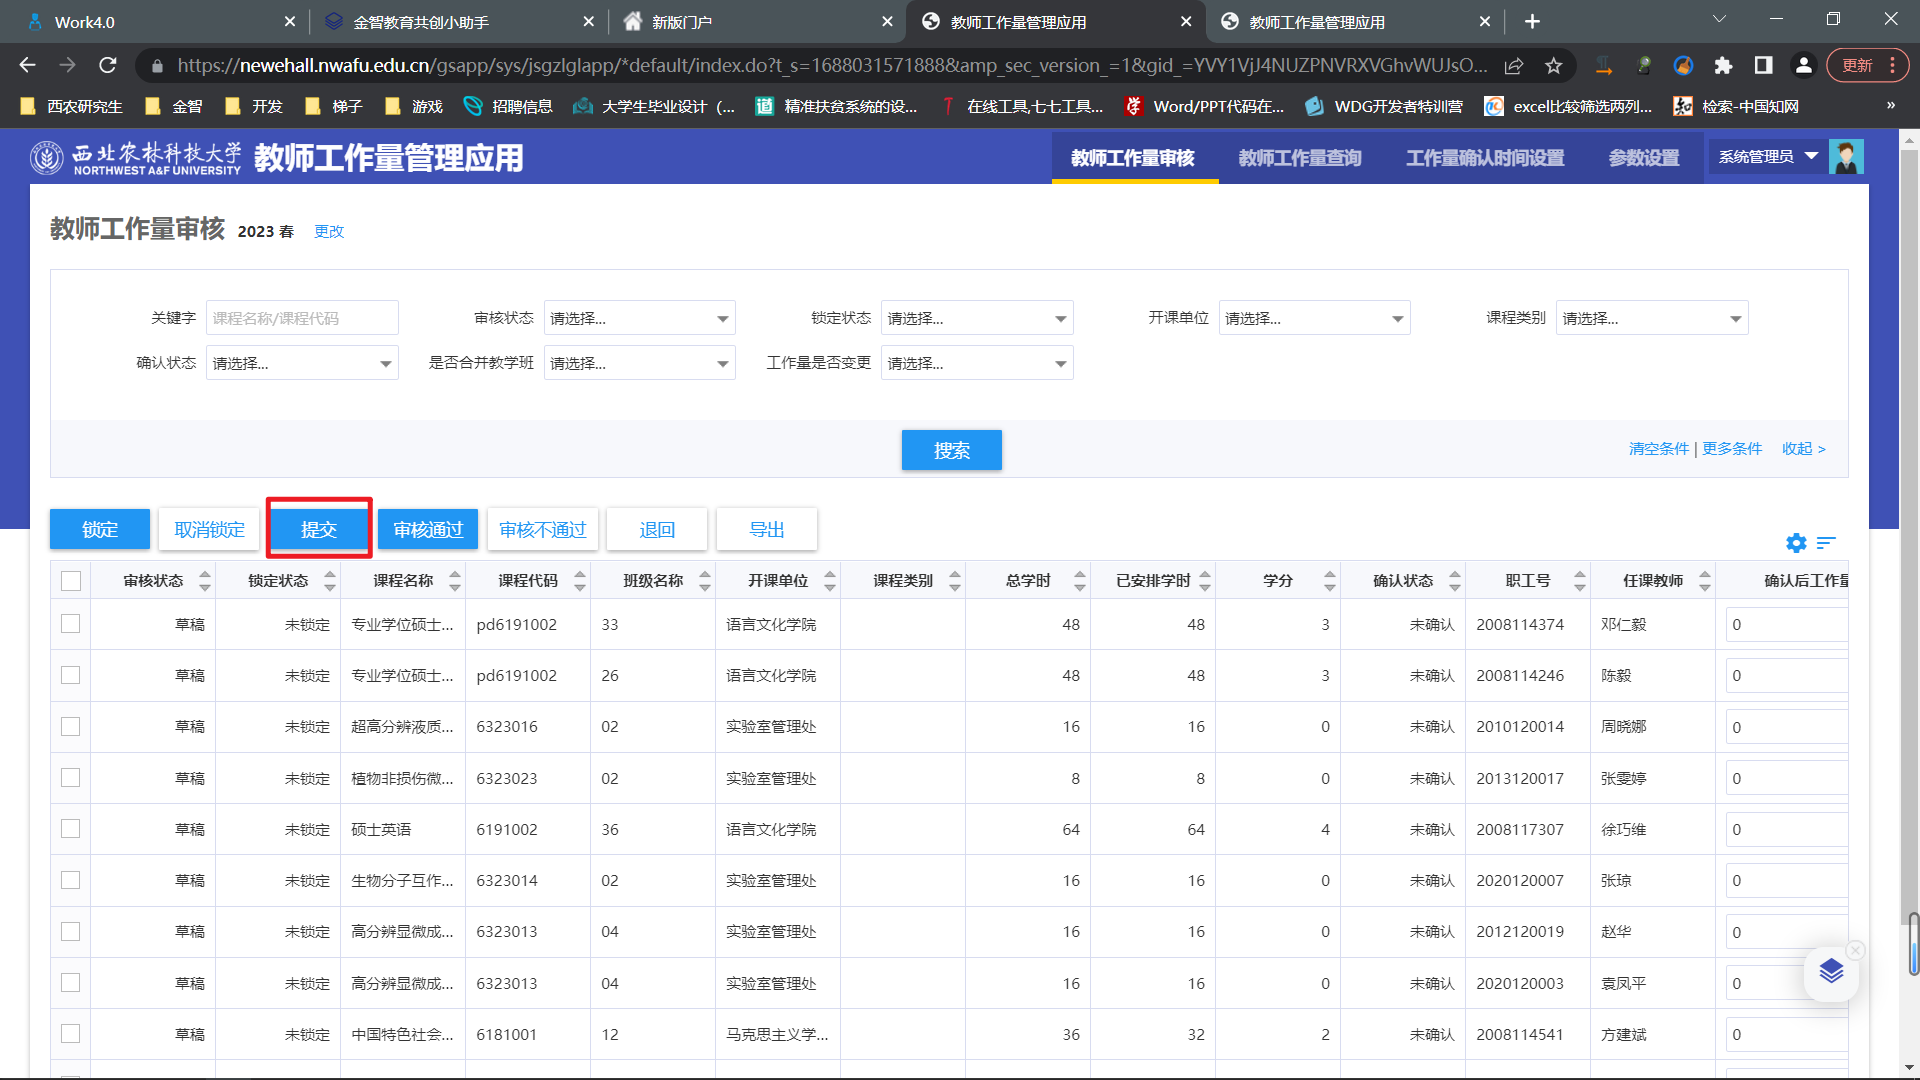 Work4.0
金智教育共创小助手
新版门户
教师工作量管理应用
教师工作量管理应用
https://newehall.nwafu.edu.cn/gsapp/sys/jsgzlglapp/*default/index.do?t_s=1688031571888&amp_sec_version_=1&gid_=YVY1VjJ4NUZPNVRXVGhvWUJsO...
更新
西农研究生 金智 开发 梯子 游戏 招聘信息 大学生毕业设计（... 精准扶贫系统的设... 在线工具,七七工具... Word/PPT代码在... WDG开发者特训营 excel比较筛选两列... 检索-中国知网 »
西北农林科技大学
NORTHWEST A&F UNIVERSITY
教师工作量管理应用
教师工作量审核 教师工作量查询 工作量确认时间设置 参数设置 系统管理员
教师工作量审核 2023 春 更改
关键字 课程名称/课程代码 审核状态 请选择... 锁定状态 请选择... 开课单位 请选择... 课程类别 请选择...
确认状态 请选择... 是否合并教学班 请选择... 工作量是否变更 请选择...
搜索 清空条件 | 更多条件 收起 >
锁定 取消锁定 提交 审核通过 审核不通过 退回 导出
审核状态 锁定状态 课程名称 课程代码 班级名称 开课单位 课程类别 总学时 已安排学时 学分 确认状态 职工号 任课教师 确认后工作量
草稿 未锁定 专业学位硕士... pd6191002 33 语言文化学院 48 48 3 未确认 2008114374 邓仁毅 0
草稿 未锁定 专业学位硕士... pd6191002 26 语言文化学院 48 48 3 未确认 2008114246 陈毅 0
草稿 未锁定 超高分辨液质... 6323016 02 实验室管理处 16 16 0 未确认 2010120014 周晓娜 0
草稿 未锁定 植物非损伤微... 6323023 02 实验室管理处 8 8 0 未确认 2013120017 张雯婷 0
草稿 未锁定 硕士英语 6191002 36 语言文化学院 64 64 4 未确认 2008117307 徐巧维 0
草稿 未锁定 生物分子互作... 6323014 02 实验室管理处 16 16 0 未确认 2020120007 张琼 0
草稿 未锁定 高分辨显微成... 6323013 04 实验室管理处 16 16 0 未确认 2012120019 赵华 0
草稿 未锁定 高分辨显微成... 6323013 04 实验室管理处 16 16 0 未确认 2020120003 袁凤平 0
草稿 未锁定 中国特色社会... 6181001 12 马克思主义学... 36 32 2 未确认 2008114541 方建斌 0